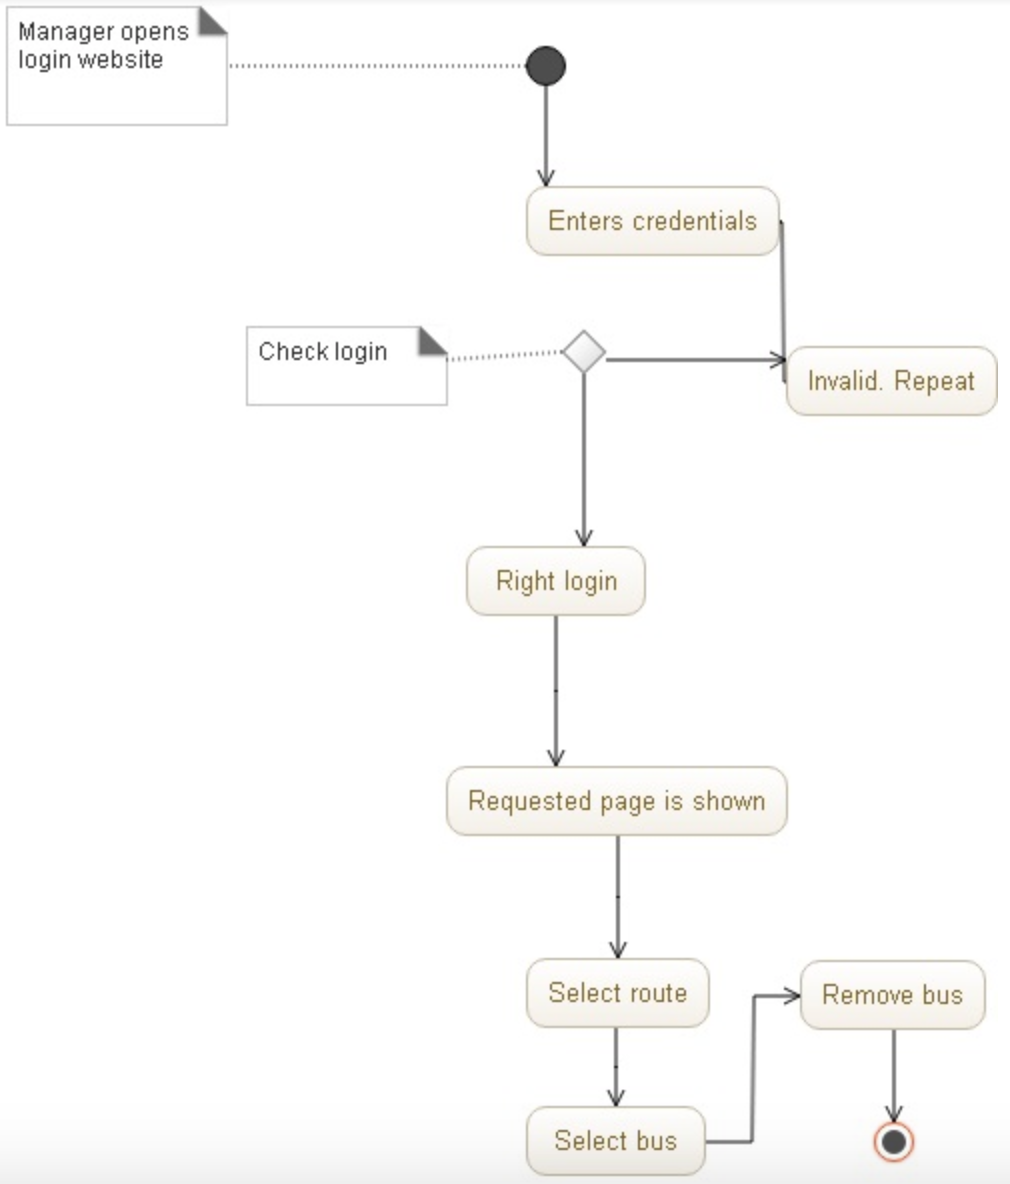 Manager opens
login website
Enters credentials
Check login
Invalid. Repeat
Right login
Requested page is shown
Select route
Remove bus
Select bus